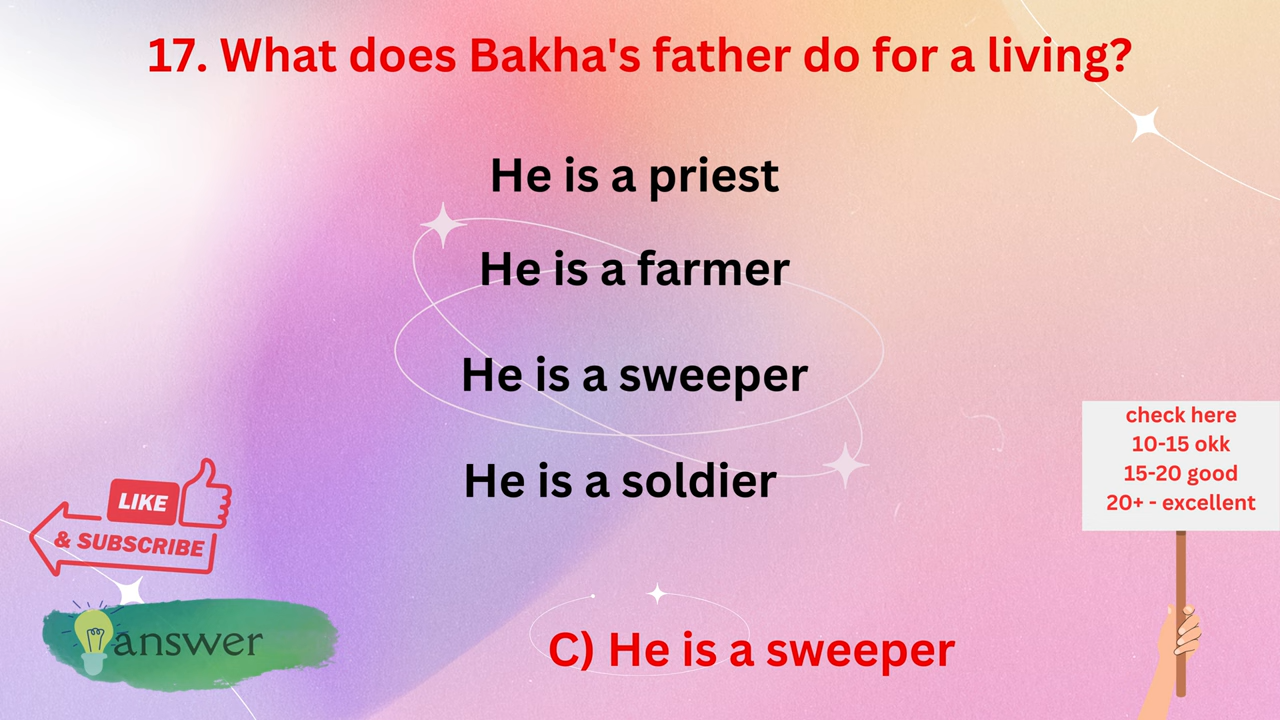 17. What does Bakha's father do for a living?
He is a priest
He is a farmer
He is a sweeper
He is a soldier
check here
10-15 okk
15-20 good
20+ - excellent
LIKE
& SUBSCRIBE
answer
C) He is a sweeper